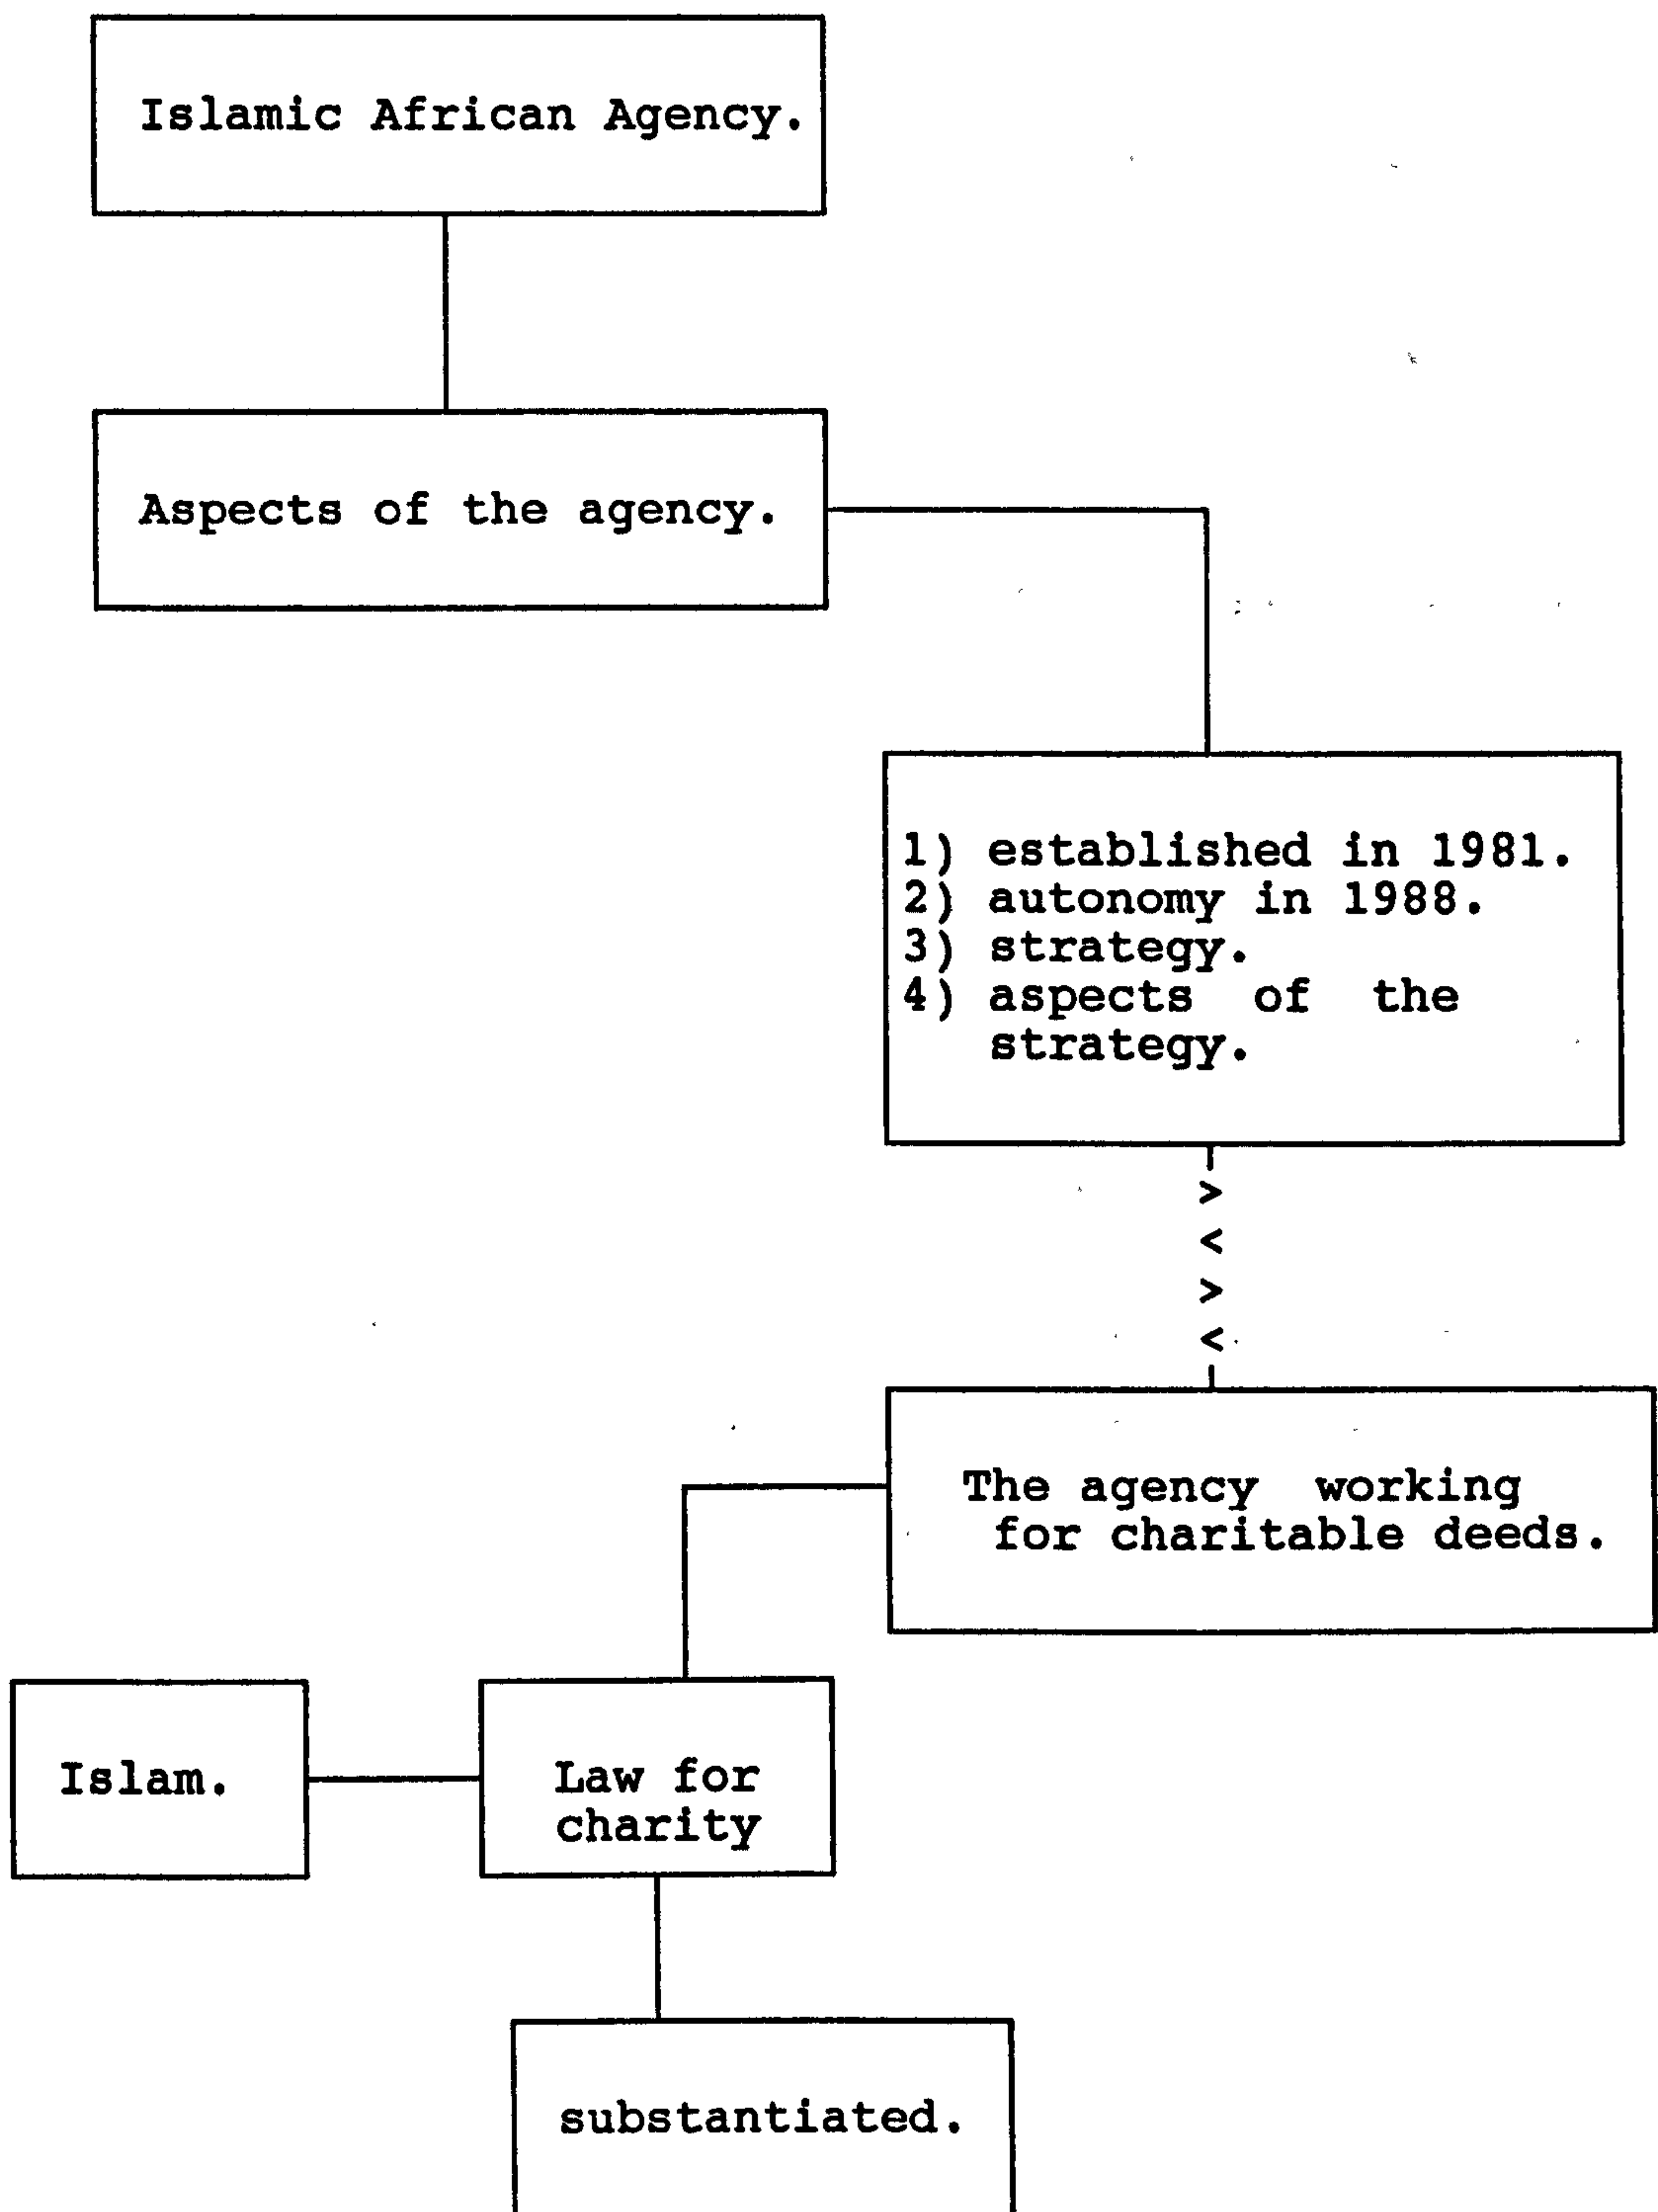 Islamic African Agency.
Aspects of the agency.
1) established in 1981.
2) autonomy in 1988.
3) strategy.
4) aspects of the
strategy.
>
<
>
<
The agency working
for charitable deeds.
Islam.
Law for
charity
substantiated.